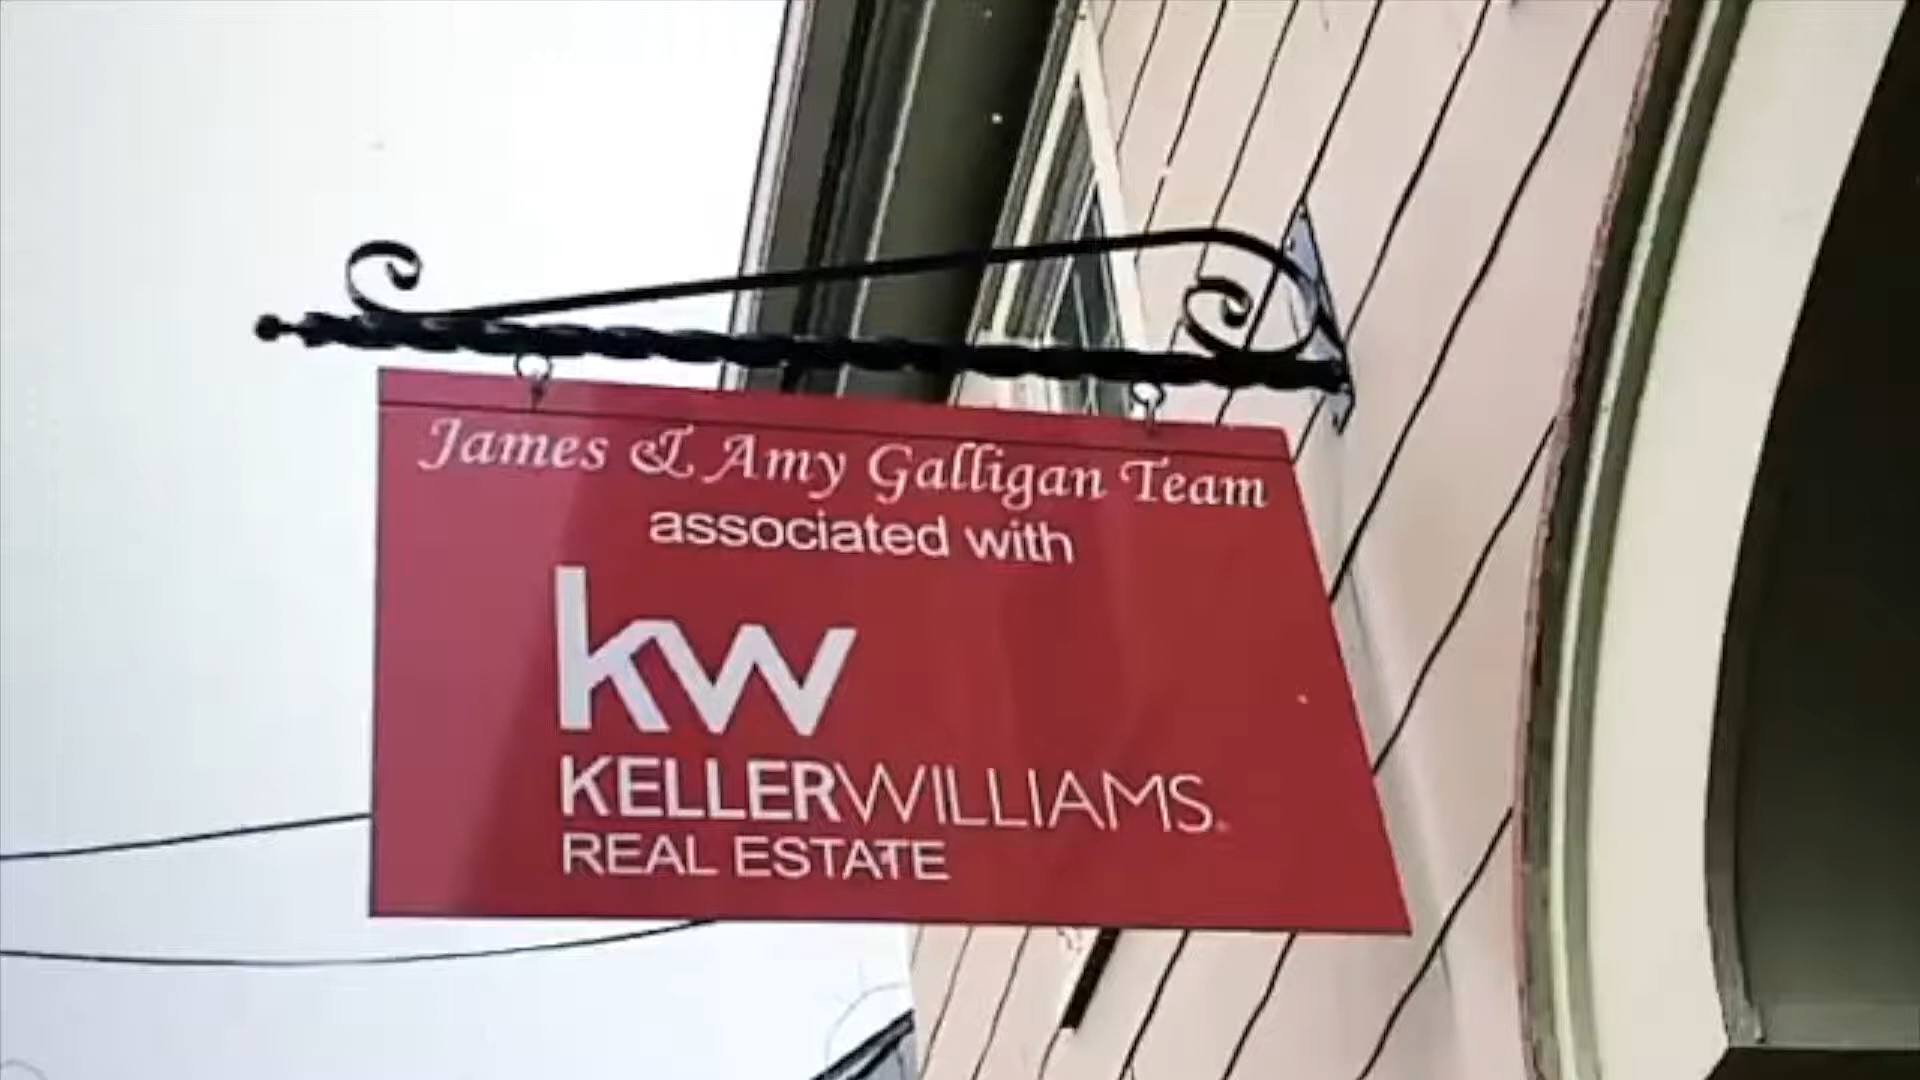 James & Amy Galligan Team
associated with
kw
KELLERWILLIAMS.
REAL ESTATE